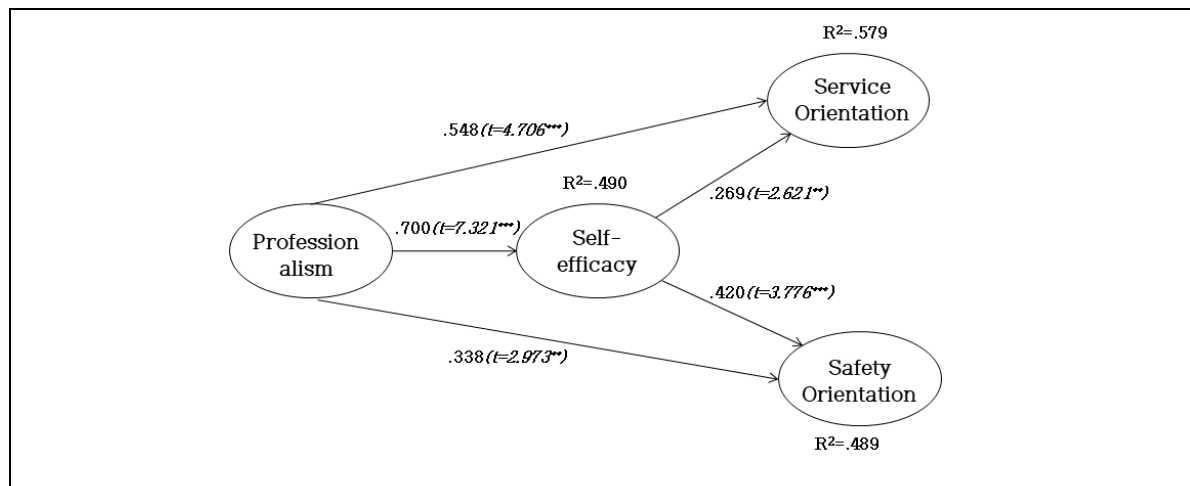 R²=.579
Service
Orientation
.548(t=4.706***)
R²=.490
.269(t=2.621**)
.700(t=7.321***)
Profession
alism
Self-
efficacy
.420(t=3.776***)
.338(t=2.973**)
Safety
Orientation
R²=.489